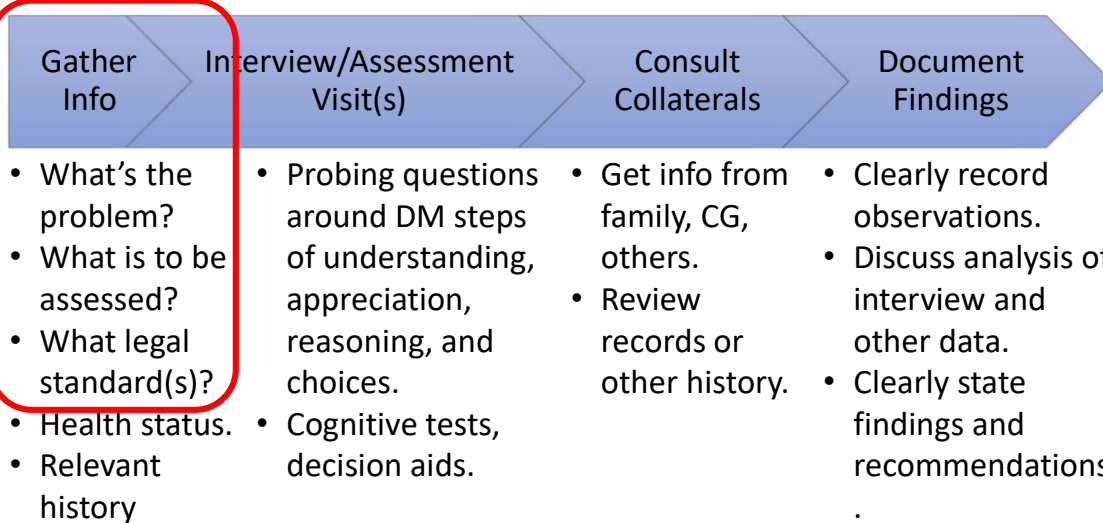 Gather
Info
Interview/Assessment
Visit(s)
Consult
Collaterals
Document
Findings
• What’s the
problem?
• What is to be
assessed?
• What legal
standard(s)?
• Health status.
• Relevant
history
• Probing questions
around DM steps
of understanding,
appreciation,
reasoning, and
choices.
• Cognitive tests,
decision aids.
• Get info from
family, CG,
others.
• Review
records or
other history.
• Clearly record
observations.
• Discuss analysis of
interview and
other data.
• Clearly state
findings and
recommendations
.